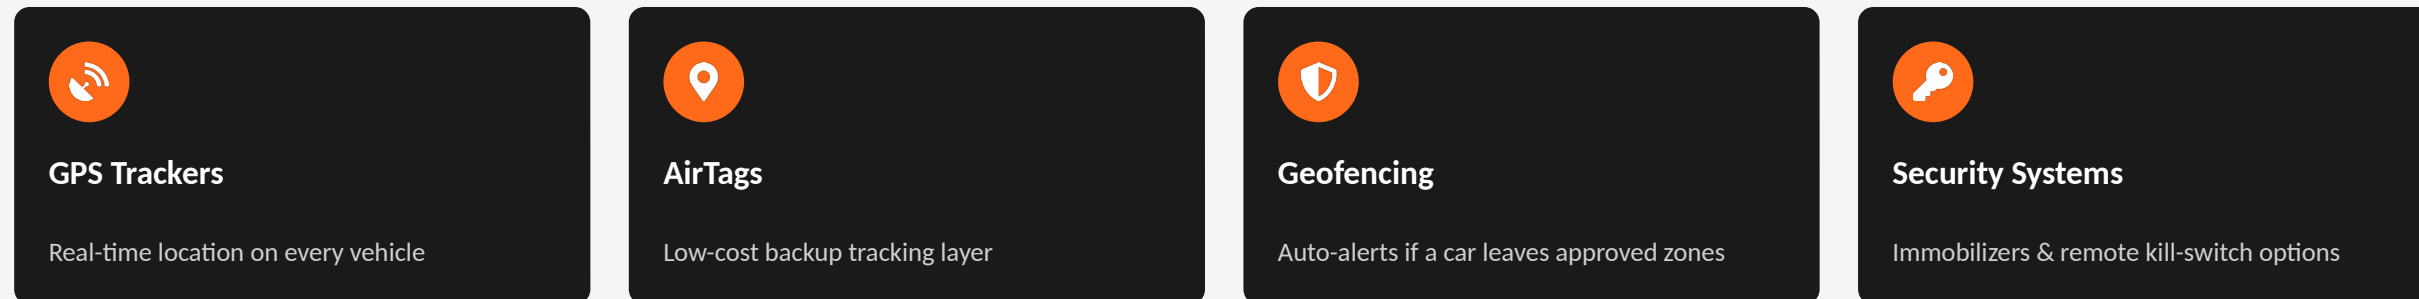 GPS Trackers
Real-time location on every vehicle
AirTags
Low-cost backup tracking layer
Geofencing
Auto-alerts if a car leaves approved zones
Security Systems
Immobilizers & remote kill-switch options